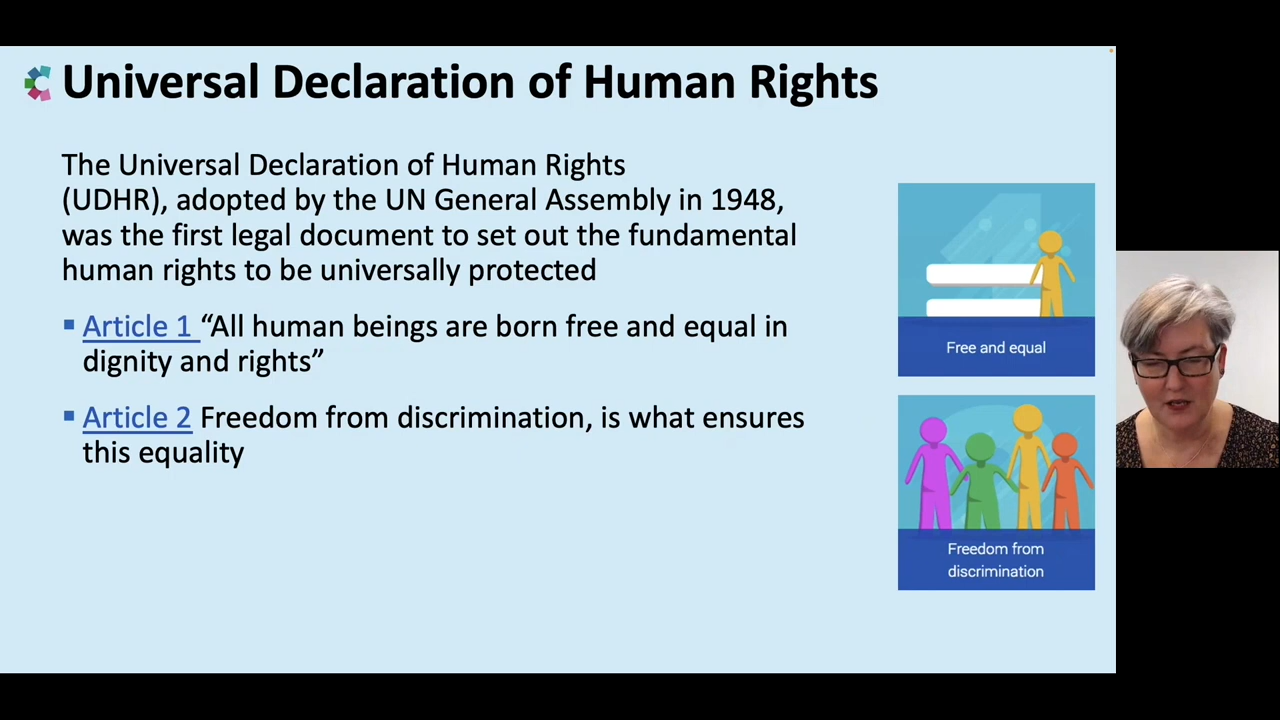 Universal Declaration of Human Rights
The Universal Declaration of Human Rights
(UDHR), adopted by the UN General Assembly in 1948,
was the first legal document to set out the fundamental
human rights to be universally protected
▪ Article 1 “All human beings are born free and equal in
dignity and rights”
▪ Article 2 Freedom from discrimination, is what ensures
this equality
Free and equal
Freedom from
discrimination